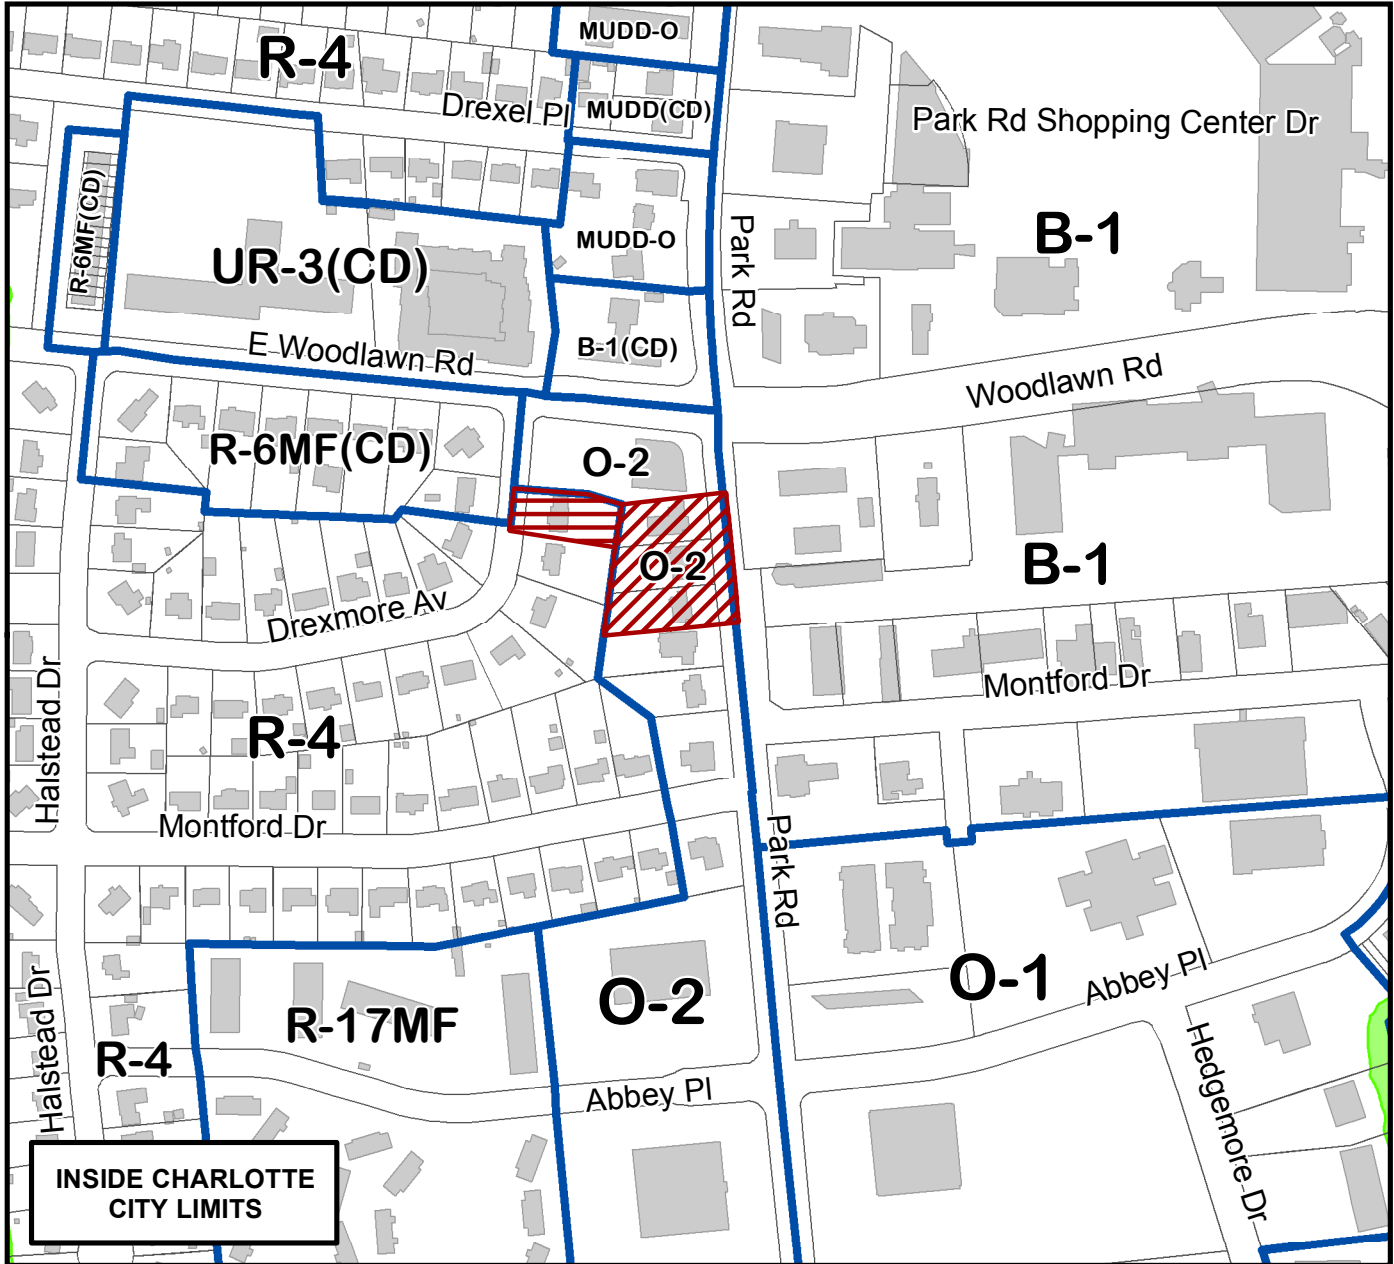 MUDD-O
R-4
Drexel Pl
MUDD(CD)
Park Rd Shopping Center Dr
R-6MF(CD)
MUDD-O
Park Rd
B-1
UR-3(CD)
E Woodlawn Rd
B-1(CD)
Woodlawn Rd
R-6MF(CD)
O-2
O-2
B-1
Drexmore Av
Halstead Dr
R-4
Montford Dr
Montford Dr
Park Rd
Halstead Dr
R-17MF
O-2
O-1
Abbey Pl
R-4
Abbey Pl
Hedgemore Dr
INSIDE CHARLOTTE
CITY LIMITS